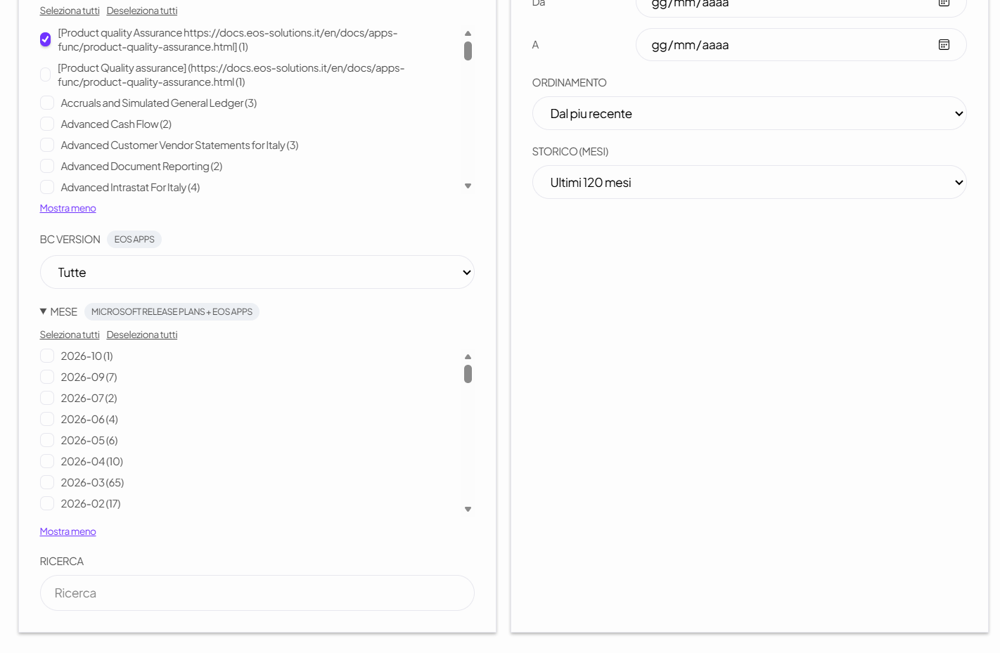 Seleziona tutti Deseleziona tutti
[Product quality Assurance https://docs.eos-solutions.it/en/docs/apps-
func/product-quality-assurance.html] (1)
[Product Quality assurance] (https://docs.eos-solutions.it/en/docs/apps-
func/product-quality-assurance.html (1)
Accruals and Simulated General Ledger (3)
Advanced Cash Flow (2)
Advanced Customer Vendor Statements for Italy (3)
Advanced Document Reporting (2)
Advanced Intrastat For Italy (4)
Mostra meno
BC VERSION EOS APPS
Tutte
MESE MICROSOFT RELEASE PLANS + EOS APPS
Seleziona tutti Deseleziona tutti
2026-10 (1)
2026-09 (7)
2026-07 (2)
2026-06 (4)
2026-05 (6)
2026-04 (10)
2026-03 (65)
2026-02 (17)
Mostra meno
RICERCA
Ricerca
Da gg/mm/aaaa
A gg/mm/aaaa
ORDINAMENTO
Dal piu recente
STORICO (MESI)
Ultimi 120 mesi